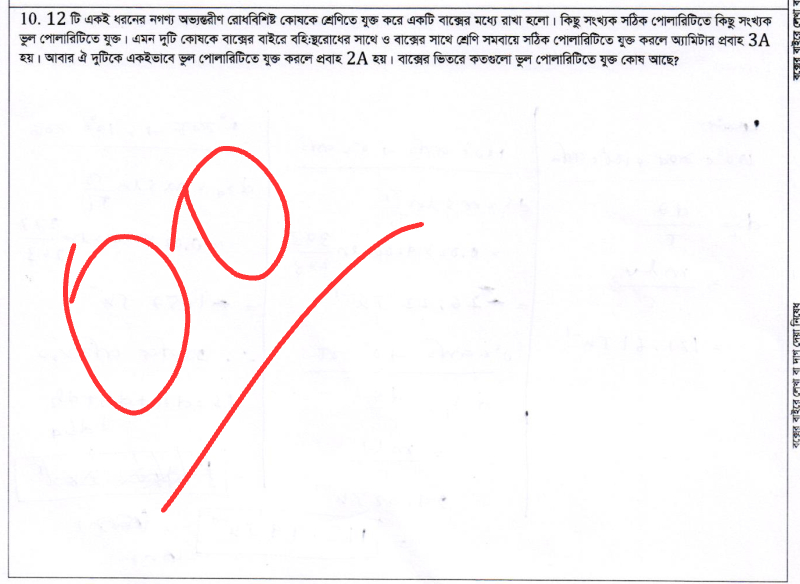 10. 12 টি একই ধরনের নগণ্য অভ্যন্তরীণ রোধবিশিষ্ট কোষকে শ্রেণিতে যুক্ত করে একটি বাক্সের মধ্যে রাখা হলো। কিছু সংখ্যক সঠিক পোলারিটিতে কিছু সংখ্যক
ভুল পোলারিটিতে যুক্ত। এমন দুটি কোষকে বাক্সের বাইরে বহি:স্থরোধের সাথে ও বাক্সের সাথে শ্রেণি সমবায়ে সঠিক পোলারিটিতে যুক্ত করলে অ্যামিটার প্রবাহ 3A
হয়। আবার ঐ দুটিকে একইভাবে ভুল পোলারিটিতে যুক্ত করলে প্রবাহ 2A হয়। বাক্সের ভিতরে কতগুলো ভুল পোলারিটিতে যুক্ত কোষ আছে?
বক্সের বাইরে লেখা বা দাগ দেয়া নিষেধ